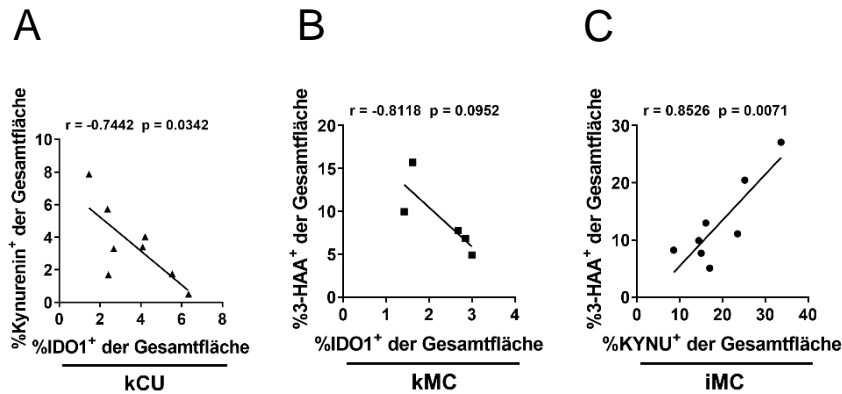 A
r = -0.7442 p = 0.0342
%Kynurenin+ der Gesamtfläche
10
8
6
4
2
0
0 2 4 6 8
%IDO1+ der Gesamtfläche
kCU
B
r = -0.8118 p = 0.0952
%3-HAA+ der Gesamtfläche
20
15
10
5
0
0 1 2 3 4
%IDO1+ der Gesamtfläche
kMC
C
r = 0.8526 p = 0.0071
%3-HAA+ der Gesamtfläche
30
20
10
0
0 10 20 30 40
%KYNU+ der Gesamtfläche
iMC